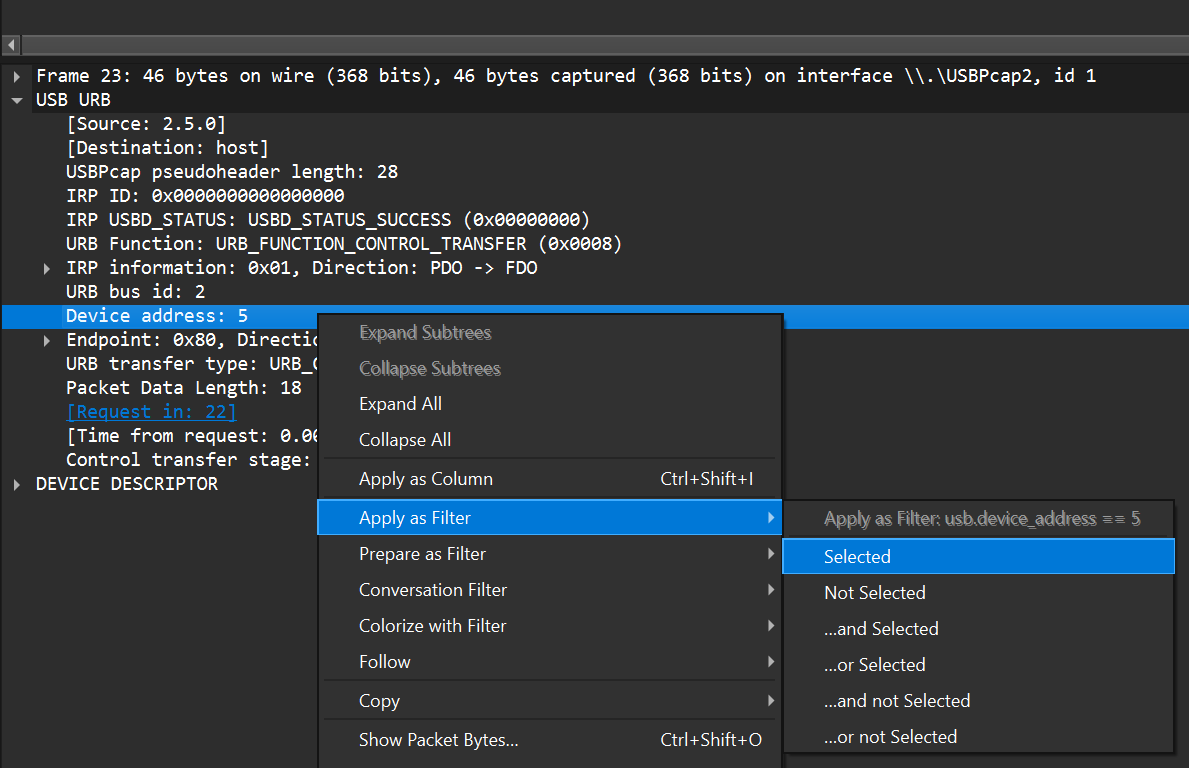 Frame 23: 46 bytes on wire (368 bits), 46 bytes captured (368 bits) on interface \\.\USBPcap2, id 1
USB URB
[Source: 2.5.0]
[Destination: host]
USBPcap pseudoheader length: 28
IRP ID: 0x0000000000000000
IRP USBD_STATUS: USBD_STATUS_SUCCESS (0x00000000)
URB Function: URB_FUNCTION_CONTROL_TRANSFER (0x0008)
IRP information: 0x01, Direction: PDO -> FDO
URB bus id: 2
Device address: 5
Endpoint: 0x80, Directio
URB transfer type: URB_C
Packet Data Length: 18
[Request in: 22]
[Time from request: 0.00
Control transfer stage:
DEVICE DESCRIPTOR
Expand Subtrees
Collapse Subtrees
Expand All
Collapse All
Apply as Column Ctrl+Shift+I
Apply as Filter
Prepare as Filter
Conversation Filter
Colorize with Filter
Follow
Copy
Show Packet Bytes... Ctrl+Shift+O
Apply as Filter: usb.device_address == 5
Selected
Not Selected
...and Selected
...or Selected
...and not Selected
...or not Selected